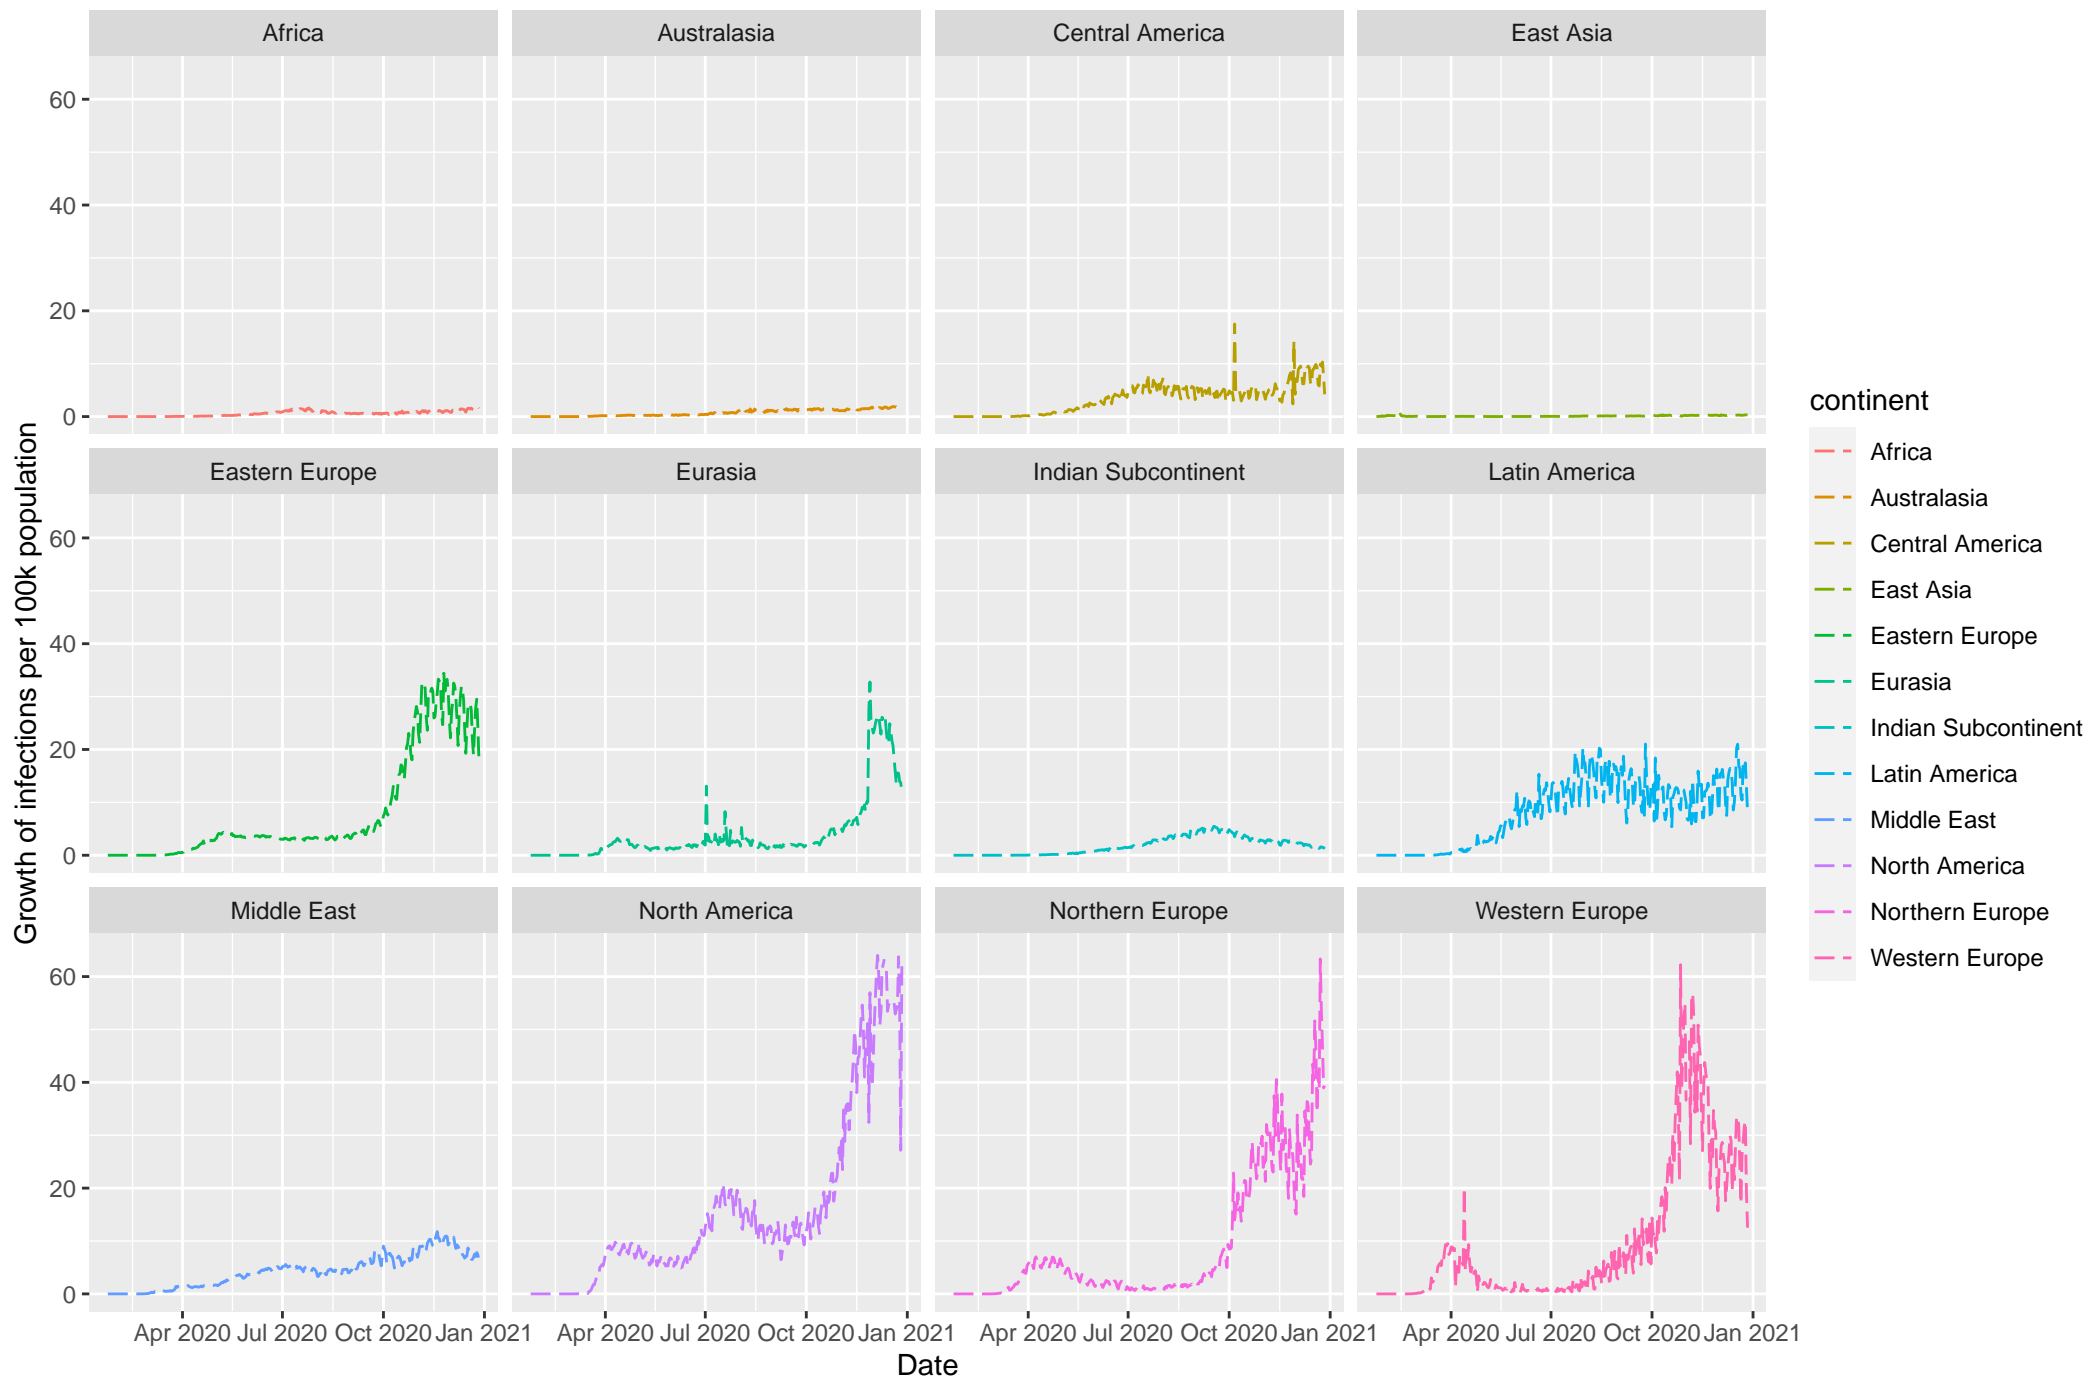 Africa
Australasia
Central America
East Asia
60
40
20
0
Eastern Europe
Eurasia
Indian Subcontinent
Latin America
60
40
20
0
Middle East
North America
Northern Europe
Western Europe
60
40
20
0
Apr 2020 Jul 2020 Oct 2020 Jan 2021
Apr 2020 Jul 2020 Oct 2020 Jan 2021
Apr 2020 Jul 2020 Oct 2020 Jan 2021
Apr 2020 Jul 2020 Oct 2020 Jan 2021
Date
Growth of infections per 100k population
continent
Africa
Australasia
Central America
East Asia
Eastern Europe
Eurasia
Indian Subcontinent
Latin America
Middle East
North America
Northern Europe
Western Europe